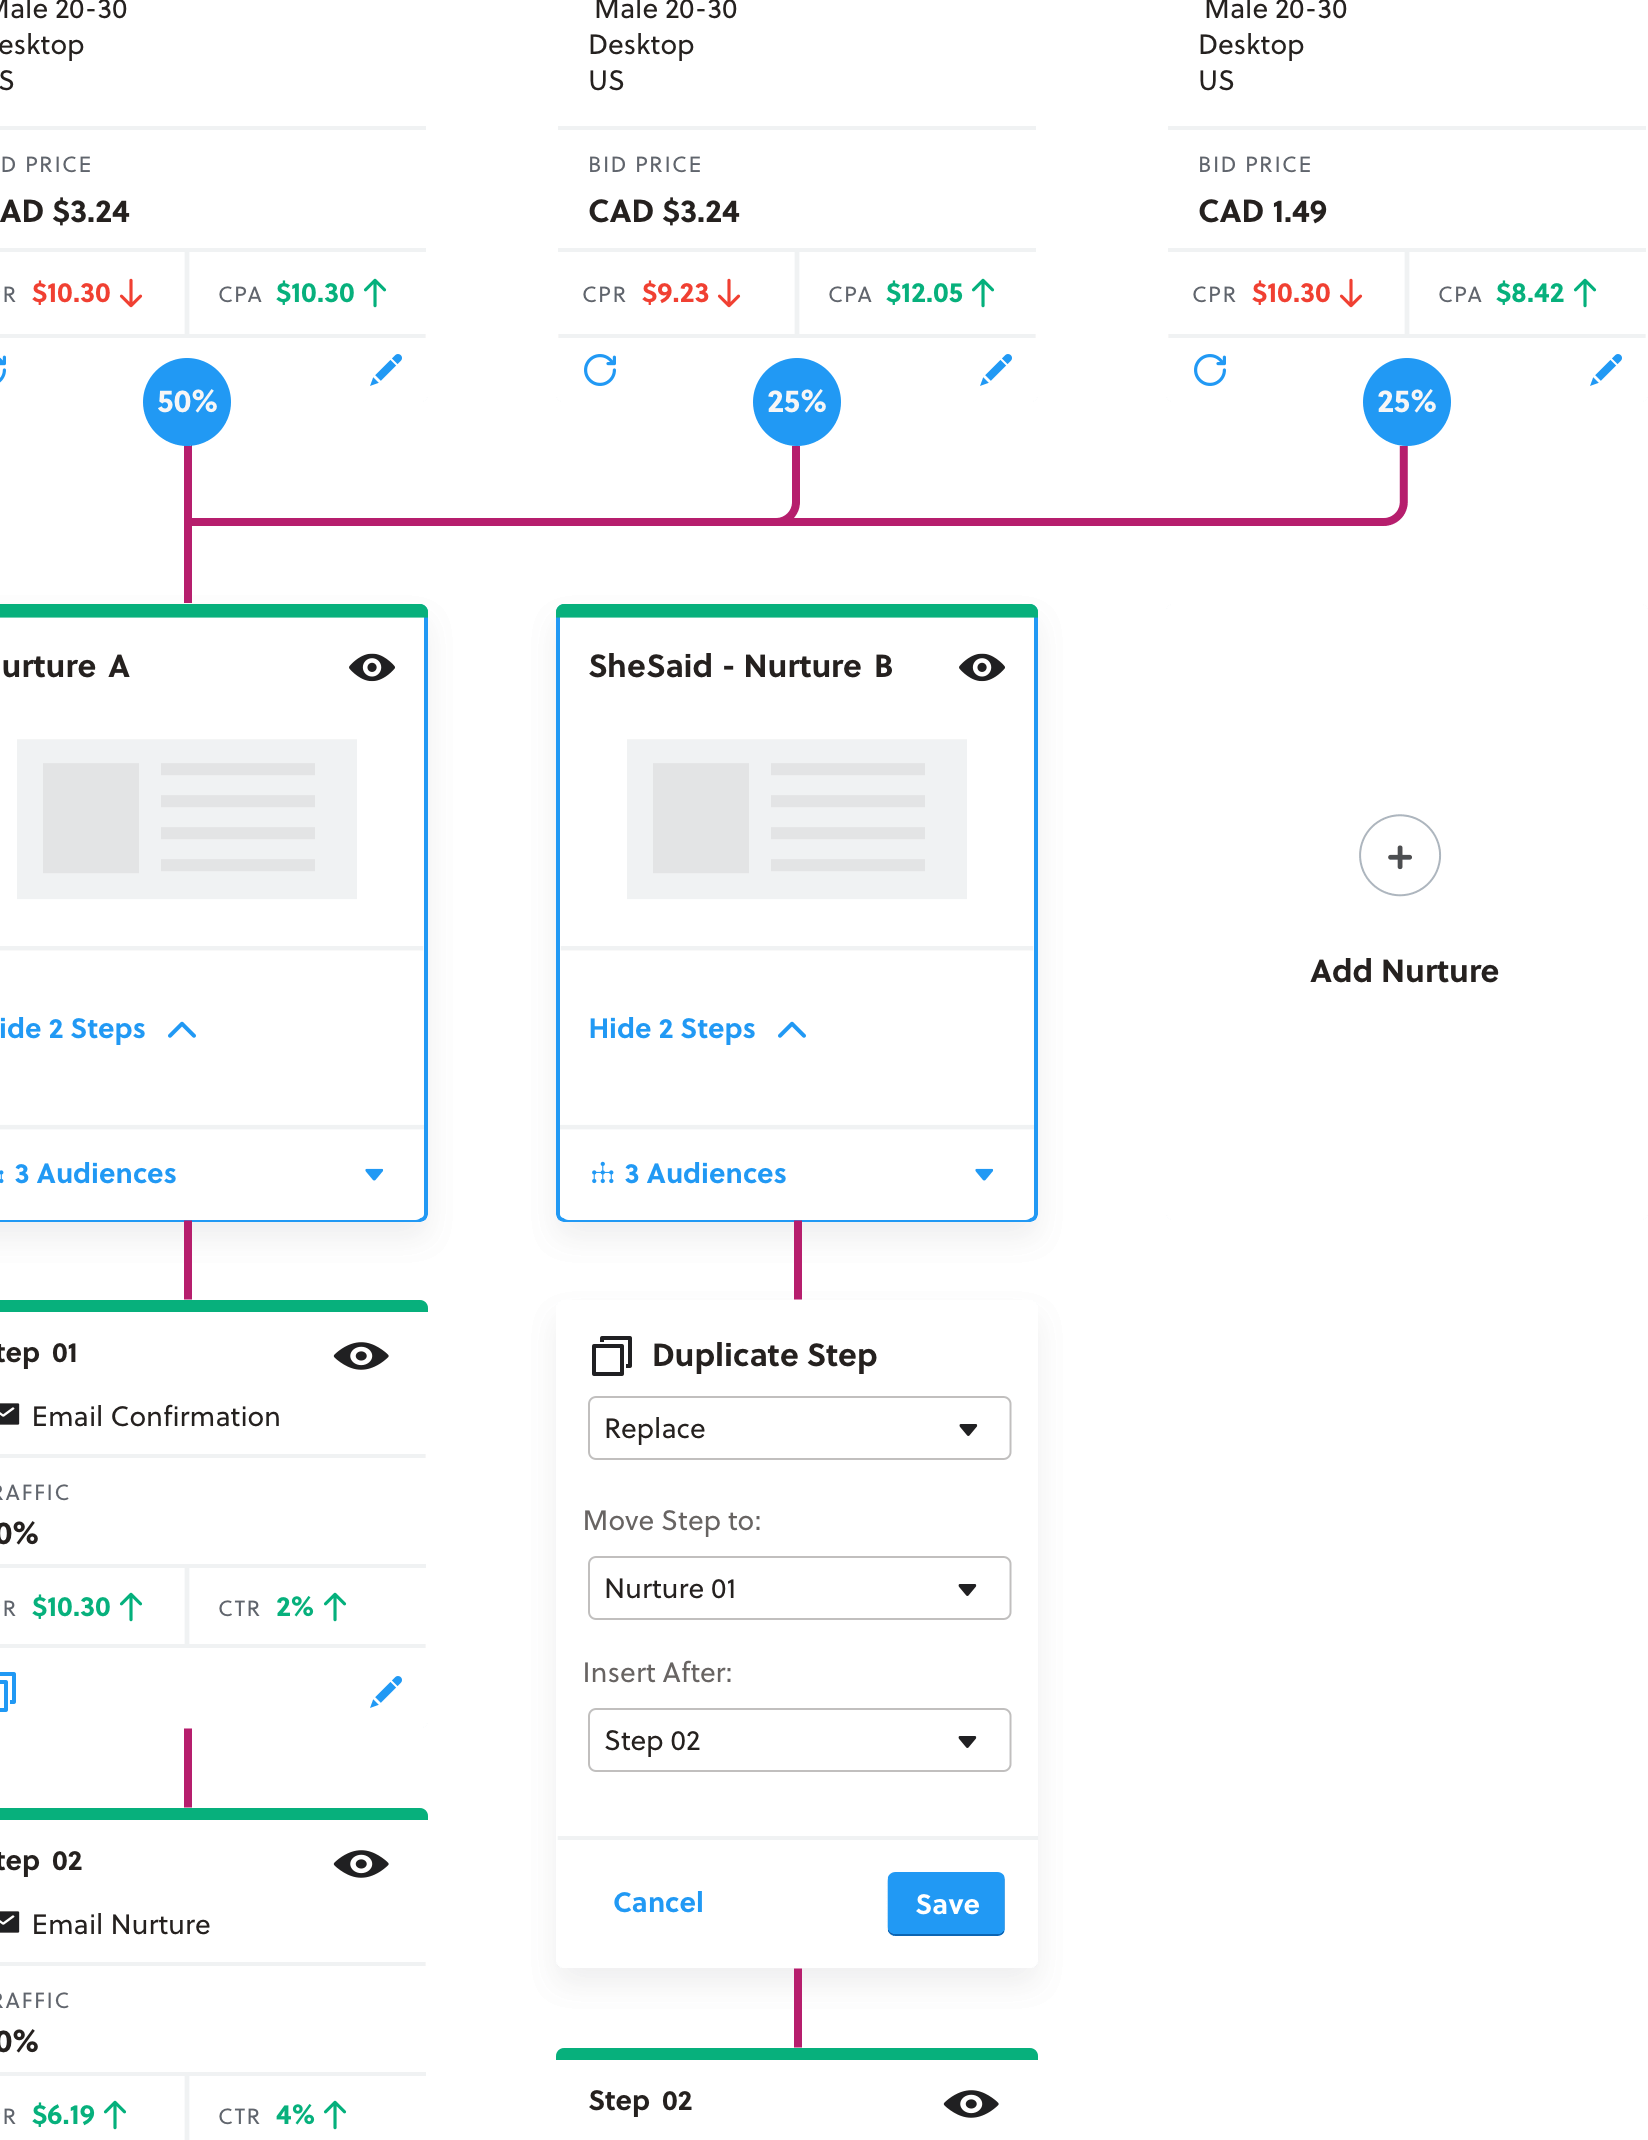 Male 20-30
Desktop
US
BID PRICE
CAD $3.24
CPR $9.23
CPA $12.05
25%
Male 20-30
Desktop
US
BID PRICE
CAD 1.49
CPR $10.30
CPA $8.42
25%
Male 20-30
esktop
S
D PRICE
AD $3.24
R $10.30
CPA $10.30
50%
urture A
ide 2 Steps
3 Audiences
tep 01
Email Confirmation
RAFFIC
0%
R $10.30
CTR 2%
tep 02
Email Nurture
RAFFIC
0%
R $6.19
CTR 4%
SheSaid - Nurture B
Hide 2 Steps
3 Audiences
Duplicate Step
Replace
Move Step to:
Nurture 01
Insert After:
Step 02
Cancel
Save
Step 02
Add Nurture